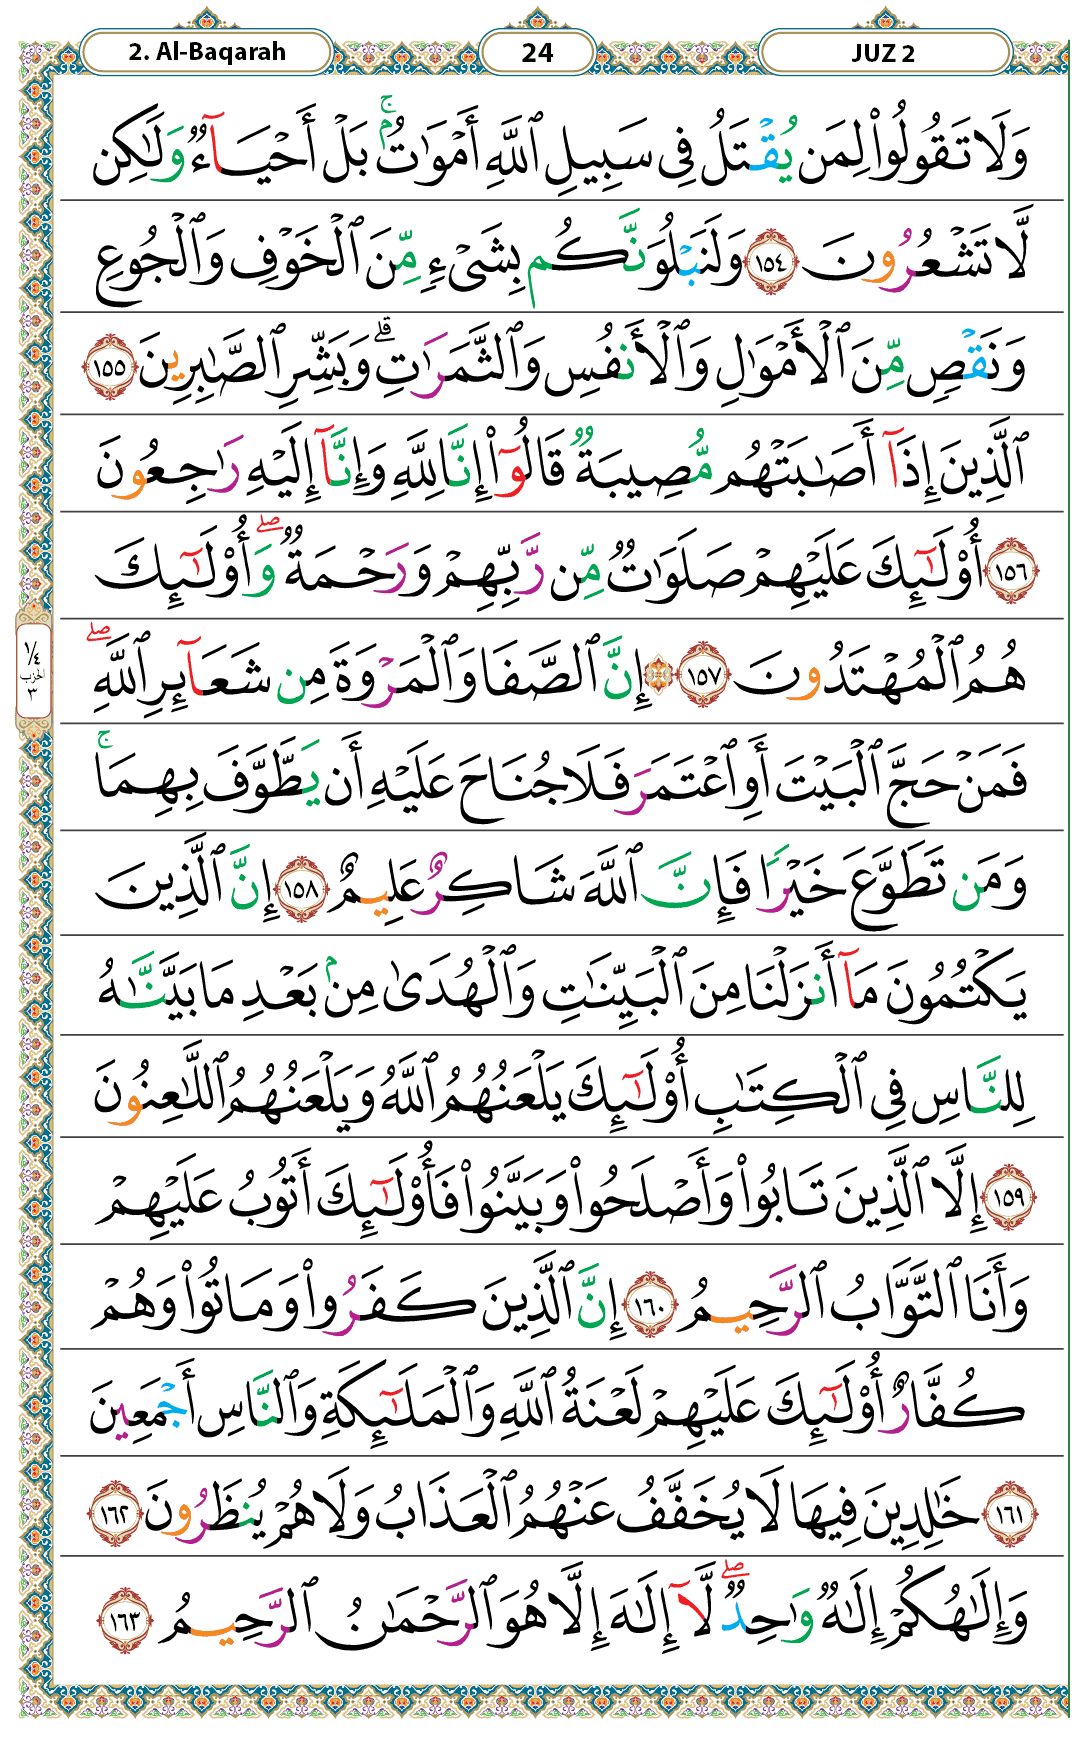 2. Al-Baqarah
24
JUZ 2
وَلَا تَقُولُوا۟ لِمَن يُقْتَلُ فِى سَبِيلِ ٱللَّهِ أَمْوَٰتٌۢ ۚ بَلْ أَحْيَآءٌ وَلَٰكِن
لَّا تَشْعُرُونَ ١٥٤ وَلَنَبْلُوَنَّكُم بِشَىْءٍ مِّنَ ٱلْخَوْفِ وَٱلْجُوعِ
وَنَقْصٍ مِّنَ ٱلْأَمْوَٰلِ وَٱلْأَنفُسِ وَٱلثَّمَرَٰتِ ۗ وَبَشِّرِ ٱلصَّٰبِرِينَ ١٥٥
ٱلَّذِينَ إِذَآ أَصَٰبَتْهُم مُّصِيبَةٌ قَالُوٓا۟ إِنَّا لِلَّهِ وَإِنَّآ إِلَيْهِ رَٰجِعُونَ
١٥٦ أُو۟لَٰٓئِكَ عَلَيْهِمْ صَلَوَٰتٌ مِّن رَّبِّهِمْ وَرَحْمَةٌ ۖ وَأُو۟لَٰٓئِكَ
هُمُ ٱلْمُهْتَدُونَ ١٥٧ ۞ إِنَّ ٱلصَّفَا وَٱلْمَرْوَةَ مِن شَعَآئِرِ ٱللَّهِ ۖ
فَمَنْ حَجَّ ٱلْبَيْتَ أَوِ ٱعْتَمَرَ فَلَا جُنَاحَ عَلَيْهِ أَن يَطَّوَّفَ بِهِمَا ۚ
وَمَن تَطَوَّعَ خَيْرًا فَإِنَّ ٱللَّهَ شَاكِرٌ عَلِيمٌ ١٥٨ إِنَّ ٱلَّذِينَ
يَكْتُمُونَ مَآ أَنزَلْنَا مِنَ ٱلْبَيِّنَٰتِ وَٱلْهُدَىٰ مِنۢ بَعْدِ مَا بَيَّنَّٰهُ
لِلنَّاسِ فِى ٱلْكِتَٰبِ أُو۟لَٰٓئِكَ يَلْعَنُهُمُ ٱللَّهُ وَيَلْعَنُهُمُ ٱللَّٰعِنُونَ
١٥٩ إِلَّا ٱلَّذِينَ تَابُوا۟ وَأَصْلَحُوا۟ وَبَيَّنُوا۟ فَأُو۟لَٰٓئِكَ أَتُوبُ عَلَيْهِمْ
وَأَنَا ٱلتَّوَّابُ ٱلرَّحِيمُ ١٦٠ إِنَّ ٱلَّذِينَ كَفَرُوا۟ وَمَاتُوا۟ وَهُمْ
كُفَّارٌ أُو۟لَٰٓئِكَ عَلَيْهِمْ لَعْنَةُ ٱللَّهِ وَٱلْمَلَٰٓئِكَةِ وَٱلنَّاسِ أَجْمَعِينَ
١٦١ خَٰلِدِينَ فِيهَا لَا يُخَفَّفُ عَنْهُمُ ٱلْعَذَابُ وَلَا هُمْ يُنظَرُونَ ١٦٢
وَإِلَٰهُكُمْ إِلَٰهٌ وَٰحِدٌ ۖ لَّآ إِلَٰهَ إِلَّا هُوَ ٱلرَّحْمَٰنُ ٱلرَّحِيمُ ١٦٣
١/٤
الحزب
٣